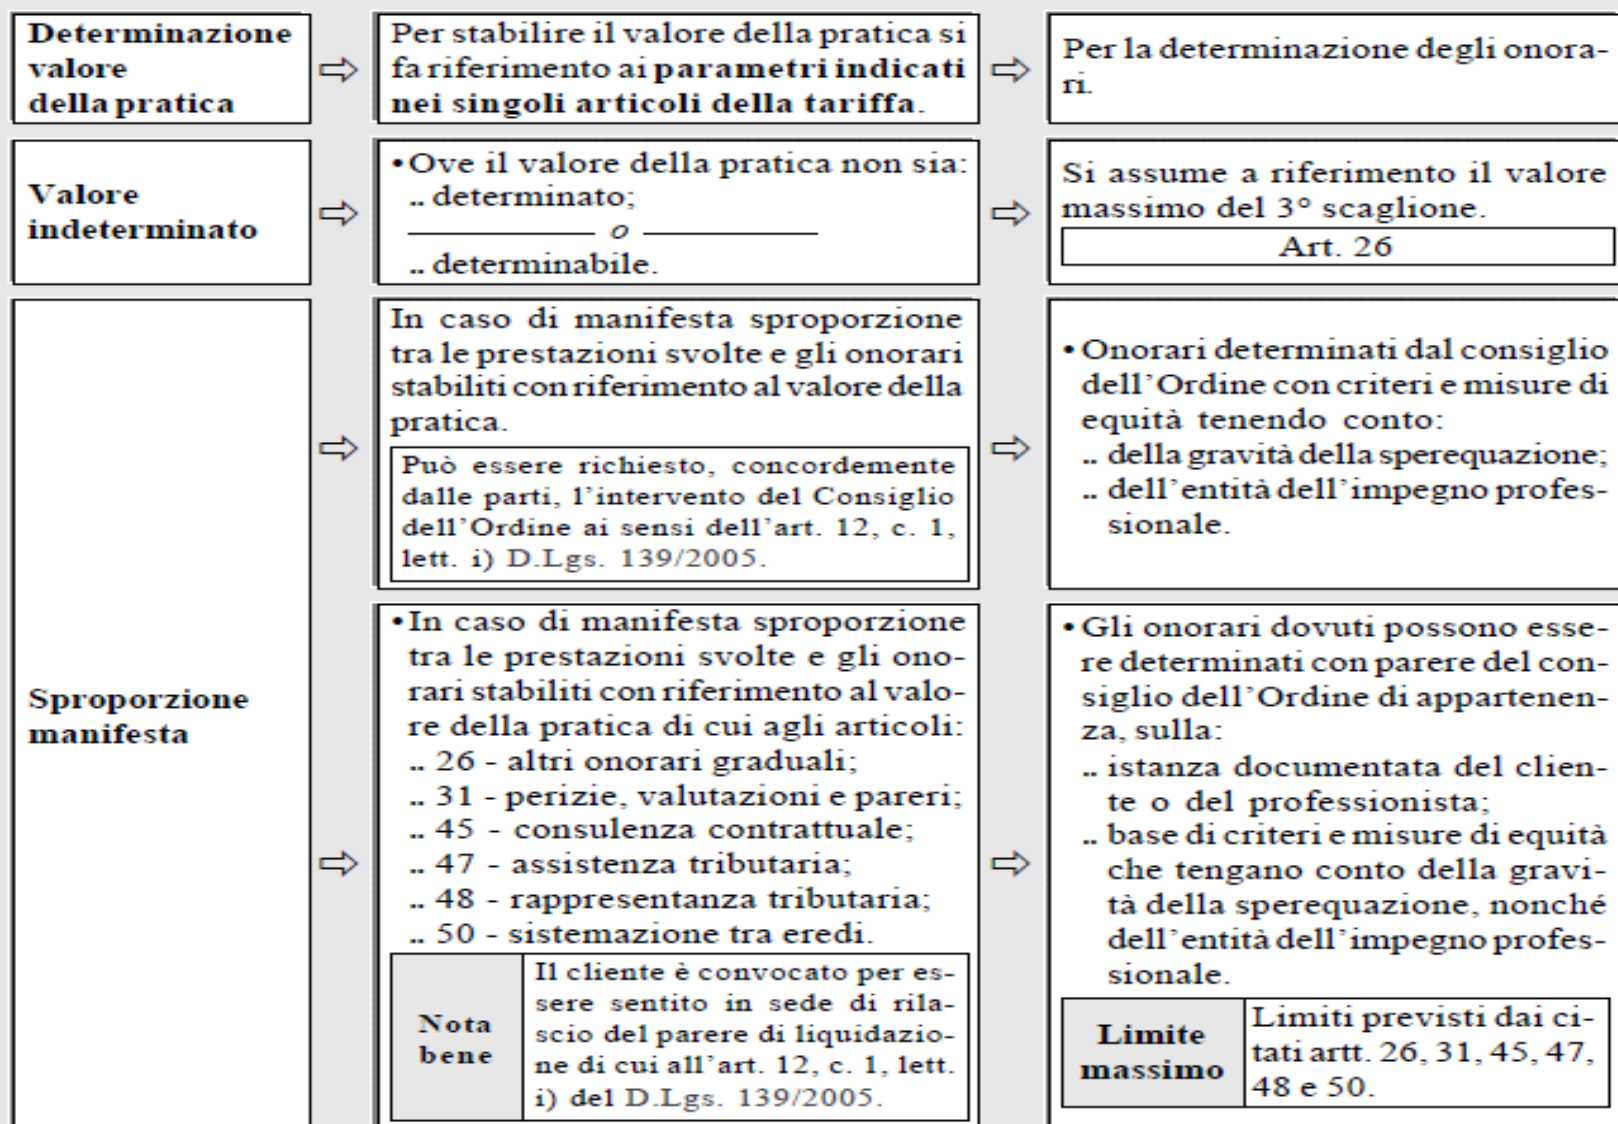 Determinazione
valore
della pratica
Per stabilire il valore della pratica si
fa riferimento ai parametri indicati
nei singoli articoli della tariffa.
Per la determinazione degli onora-
ri.
Valore
indeterminato
•Ove il valore della pratica non sia:
.. determinato;
o
.. determinabile.
Si assume a riferimento il valore
massimo del 3° scaglione.
Art. 26
Sproporzione
manifesta
In caso di manifesta sproporzione
tra le prestazioni svolte e gli onorari
stabiliti con riferimento al valore della
pratica.
Può essere richiesto, concordemente
dalle parti, l'intervento del Consiglio
dell'Ordine ai sensi dell'art. 12, c. 1,
lett. i) D.Lgs. 139/2005.
• Onorari determinati dal consiglio
dell'Ordine con criteri e misure di
equità tenendo conto:
.. della gravità della sperequazione;
.. dell'entità dell'impegno profes-
sionale.
•In caso di manifesta sproporzione
tra le prestazioni svolte e gli ono-
rari stabiliti con riferimento al valo-
re della pratica di cui agli articoli:
.. 26 - altri onorari graduali;
.. 31 - perizie, valutazioni e pareri;
.. 45 - consulenza contrattuale;
.. 47 - assistenza tributaria;
.. 48 - rappresentanza tributaria;
.. 50 - sistemazione tra eredi.
Nota
bene
Il cliente è convocato per es-
sere sentito in sede di rila-
scio del parere di liquidazio-
ne di cui all'art. 12, c. 1, lett.
i) del D.Lgs. 139/2005.
• Gli onorari dovuti possono esse-
re determinati con parere del con-
siglio dell'Ordine di appartenen-
za, sulla:
.. istanza documentata del clien-
te o del professionista;
.. base di criteri e misure di equità
che tengano conto della gravi-
tà della sperequazione, nonché
dell'entità dell'impegno profes-
sionale.
Limite
massimo
Limiti previsti dai ci-
tati artt. 26, 31, 45, 47,
48 e 50.